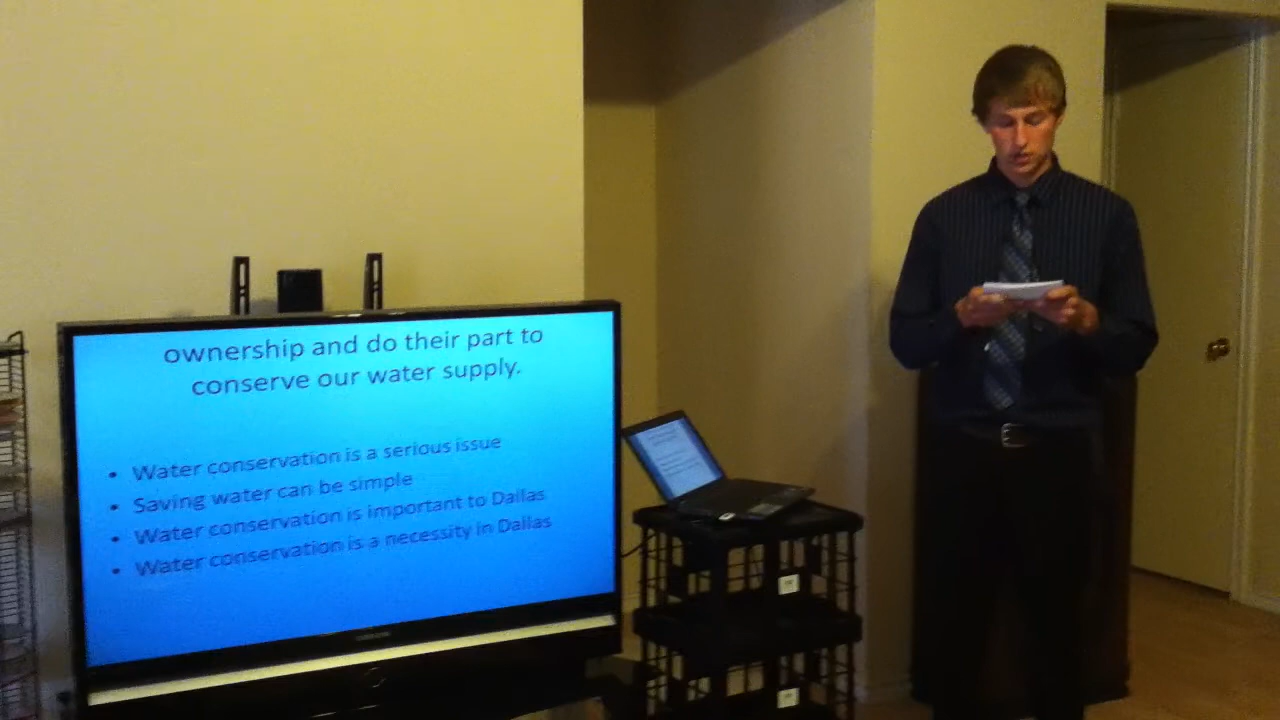 ownership and do their part to
conserve our water supply.
• Water conservation is a serious issue
• Saving water can be simple
• Water conservation is important to Dallas
• Water conservation is a necessity in Dallas